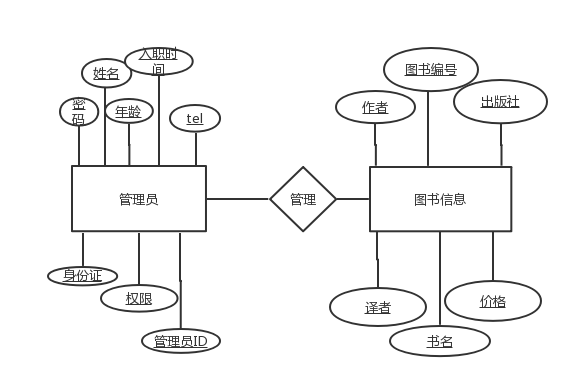 入职时
间
姓名
图书编号
密
码
年龄
tel
作者
出版社
管理员
管理
图书信息
身份证
权限
管理员ID
译者
价格
书名